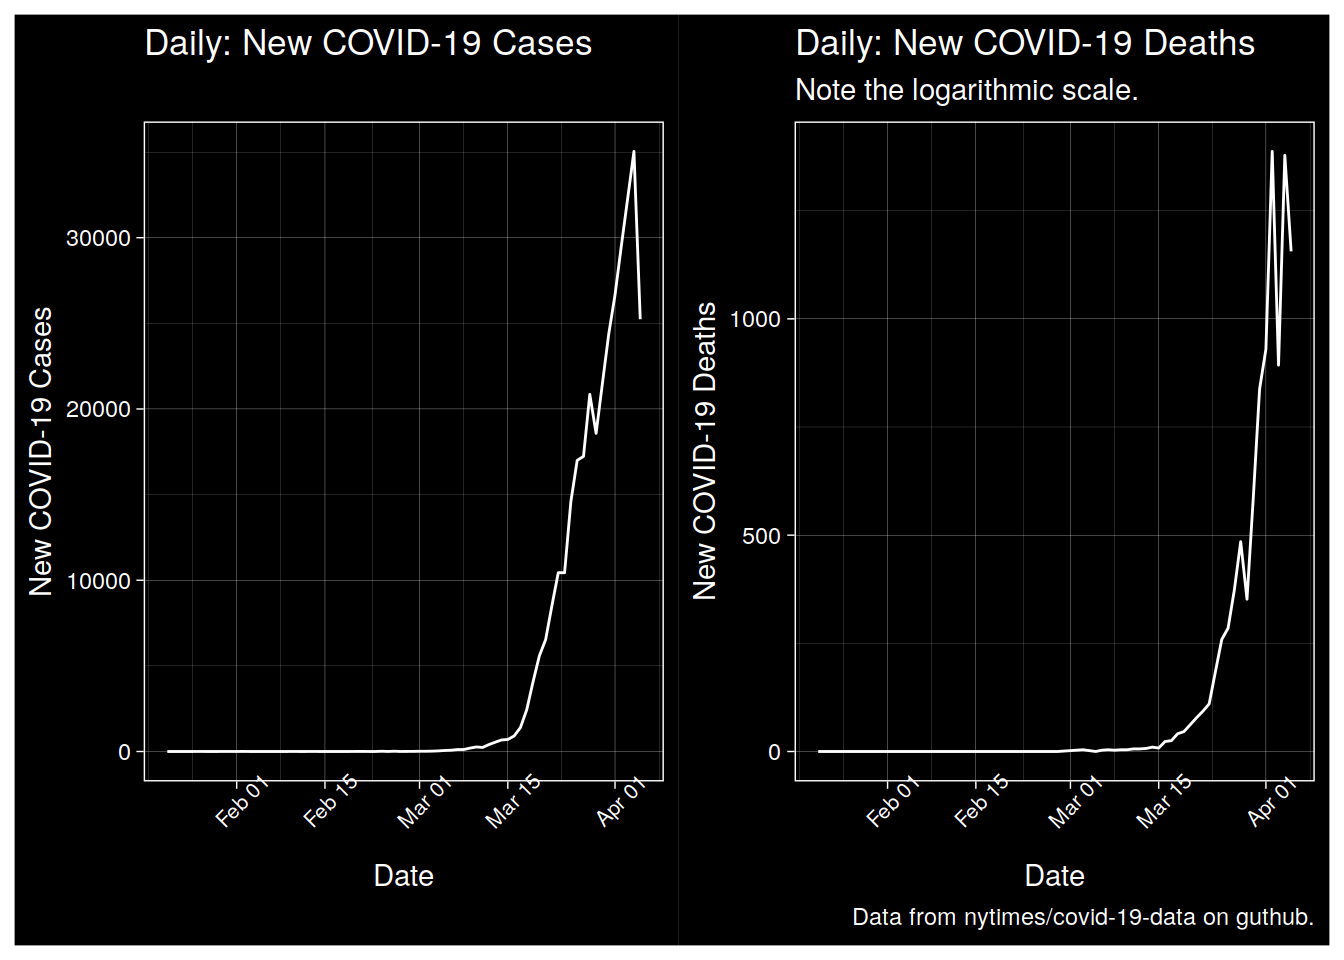 Daily: New COVID-19 Cases
New COVID-19 Cases
30000
20000
10000
0
Feb 01
Feb 15
Mar 01
Mar 15
Apr 01
Date
Daily: New COVID-19 Deaths
Note the logarithmic scale.
New COVID-19 Deaths
1000
500
0
Feb 01
Feb 15
Mar 01
Mar 15
Apr 01
Date
Data from nytimes/covid-19-data on guthub.